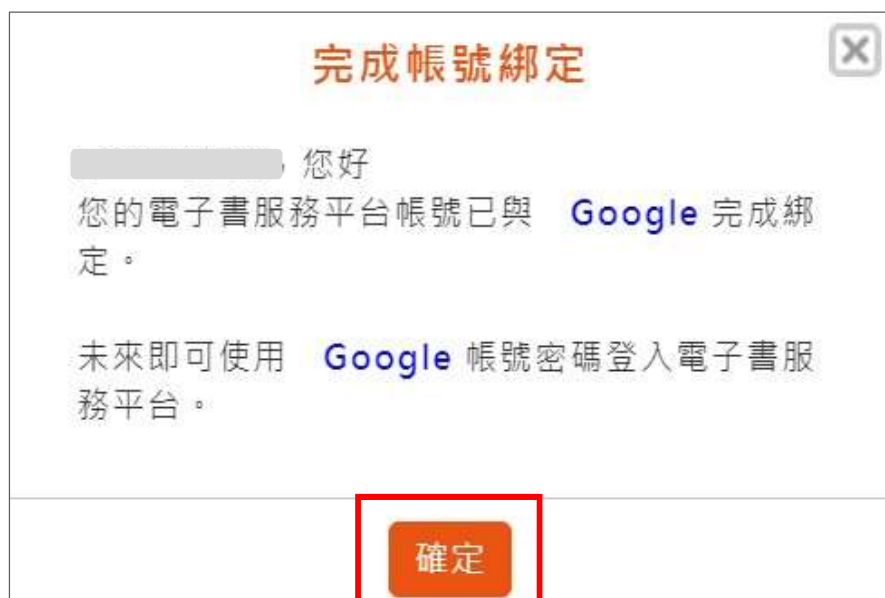 完成帳號綁定
您好
您的電子書服務平台帳號已與 Google 完成綁
定。
未來即可使用 Google 帳號密碼登入電子書服
務平台。
確定